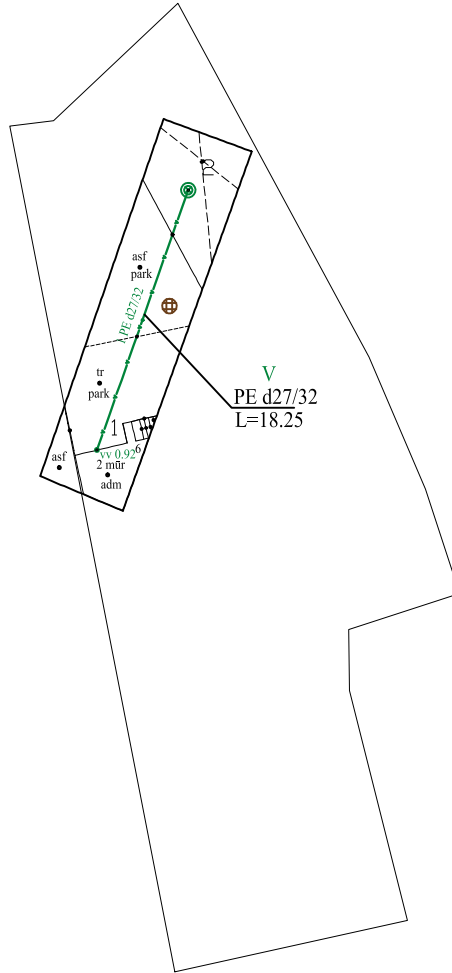 asf
park
1 PE d27/32
V
PE d27/32
L=18.25
tr
park
1
6
vv 0.92
2 mūr
adm
asf